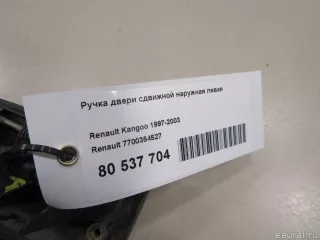 Ручка двери сдвижной наружная левая
Renault Kangoo 1997-2003
Renault 7700354527
80 537 704
eaural.ru